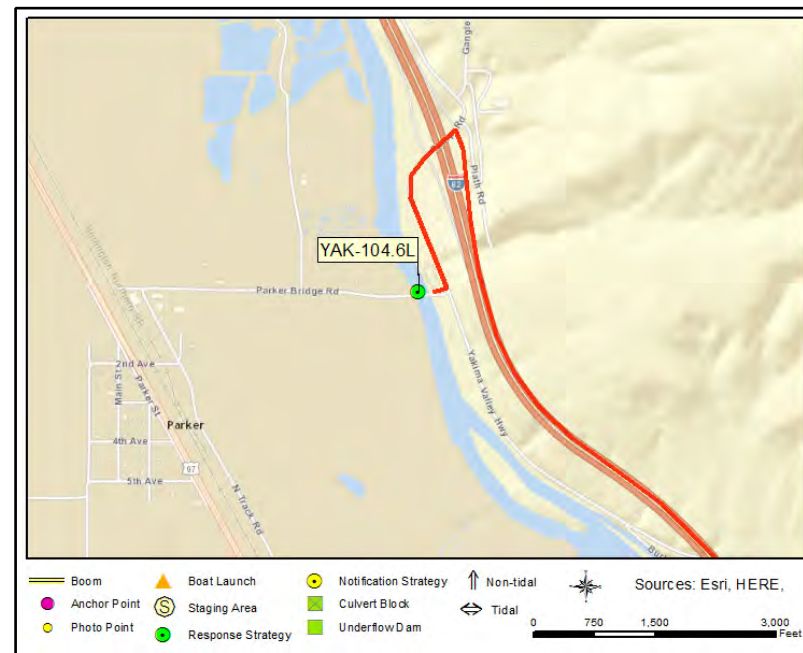 Gangle
Rd
Plath Rd
82
YAK-104.6L
Parker Bridge Rd
2nd Ave
Main St
Parker St
Parker
4th Ave
97
5th Ave
N Track Rd
Yakima Valley Hwy
Boom
Anchor Point
Photo Point
Boat Launch
S
Staging Area
Response Strategy
Notification Strategy
Culvert Block
Underflow Dam
Non-tidal
Tidal
Sources: Esri, HERE,
0 750 1,500 3,000
Feet